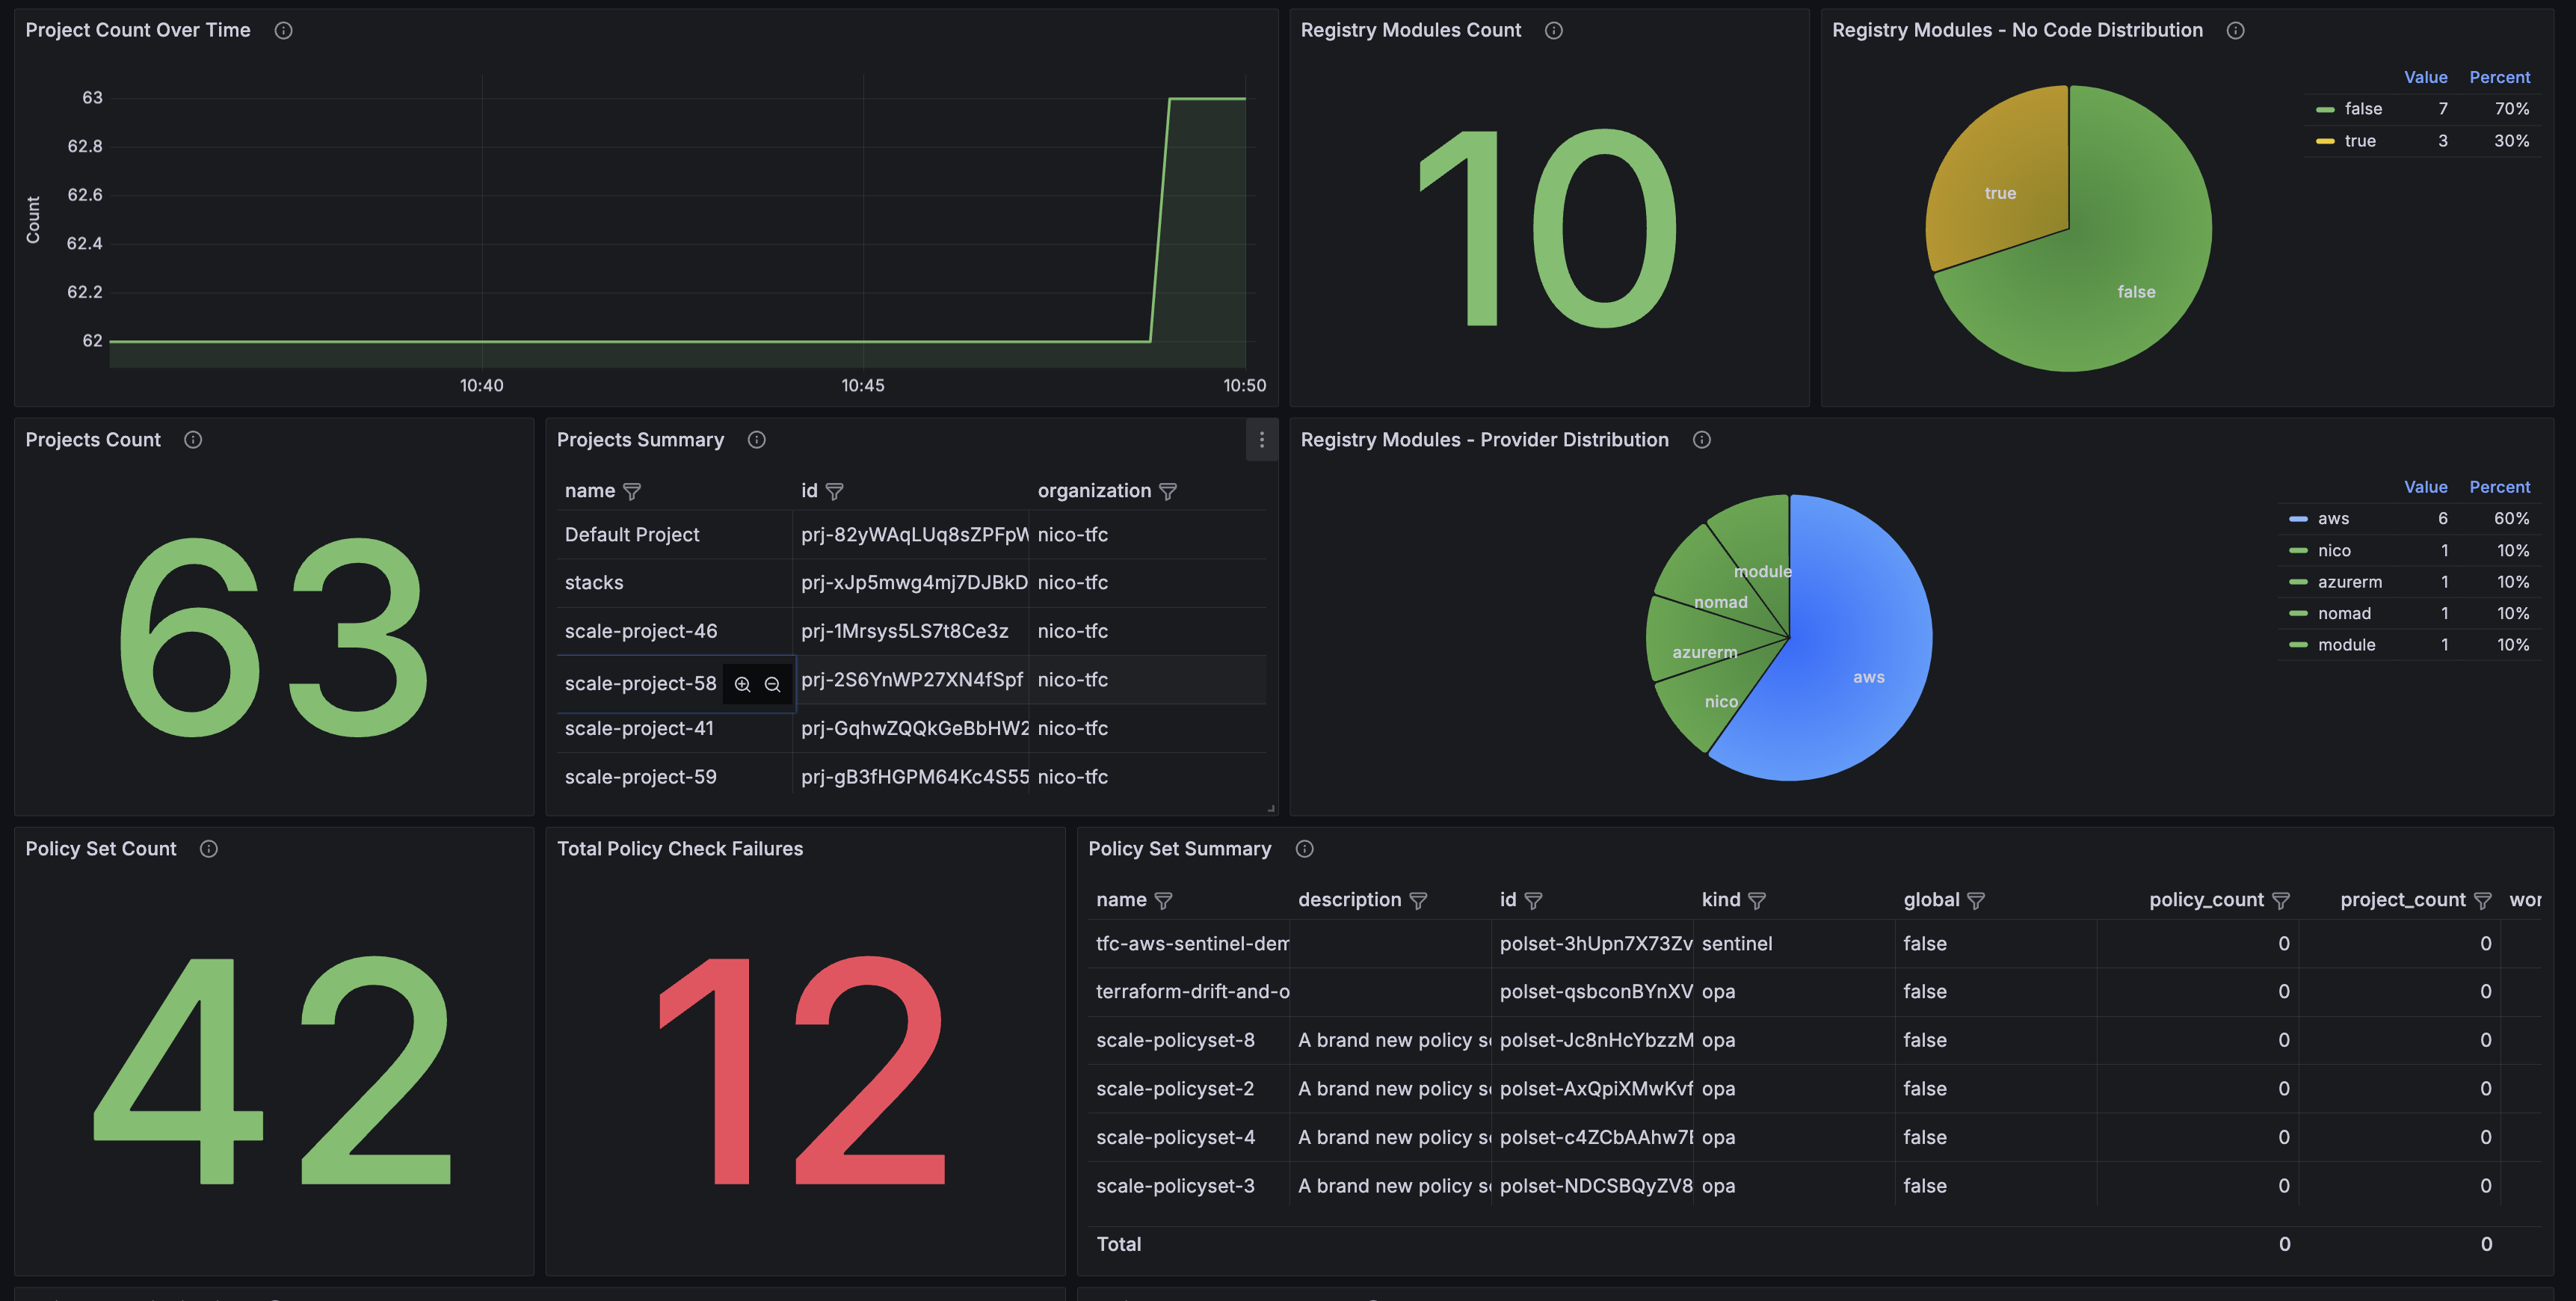 Project Count Over Time
Count
63
62.8
62.6
62.4
62.2
62
10:40 10:45 10:50
Registry Modules Count
10
Registry Modules - No Code Distribution
true
false
Value Percent
false 7 70%
true 3 30%
Projects Count
63
Projects Summary
name id organization
Default Project prj-82yWAqLUq8sZPFpW nico-tfc
stacks prj-xJp5mwg4mj7DJBkD nico-tfc
scale-project-46 prj-1Mrsys5LS7t8Ce3z nico-tfc
scale-project-58 prj-2S6YnWP27XN4fSpf nico-tfc
scale-project-41 prj-GqhwZQQkGeBbHW2 nico-tfc
scale-project-59 prj-gB3fHGPM64Kc4S55 nico-tfc
Registry Modules - Provider Distribution
module
nomad
azurerm
nico
aws
Value Percent
aws 6 60%
nico 1 10%
azurerm 1 10%
nomad 1 10%
module 1 10%
Policy Set Count
42
Total Policy Check Failures
12
Policy Set Summary
name description id kind global policy_count project_count wor
tfc-aws-sentinel-dem polset-3hUpn7X73Zv sentinel false 0 0
terraform-drift-and-o polset-qsbconBYnXV opa false 0 0
scale-policyset-8 A brand new policy s polset-Jc8nHcYbzzM opa false 0 0
scale-policyset-2 A brand new policy s polset-AxQpiXMwKvf opa false 0 0
scale-policyset-4 A brand new policy s polset-c4ZCbAAhw7 opa false 0 0
scale-policyset-3 A brand new policy s polset-NDCSBQyZV8 opa false 0 0
Total 0 0